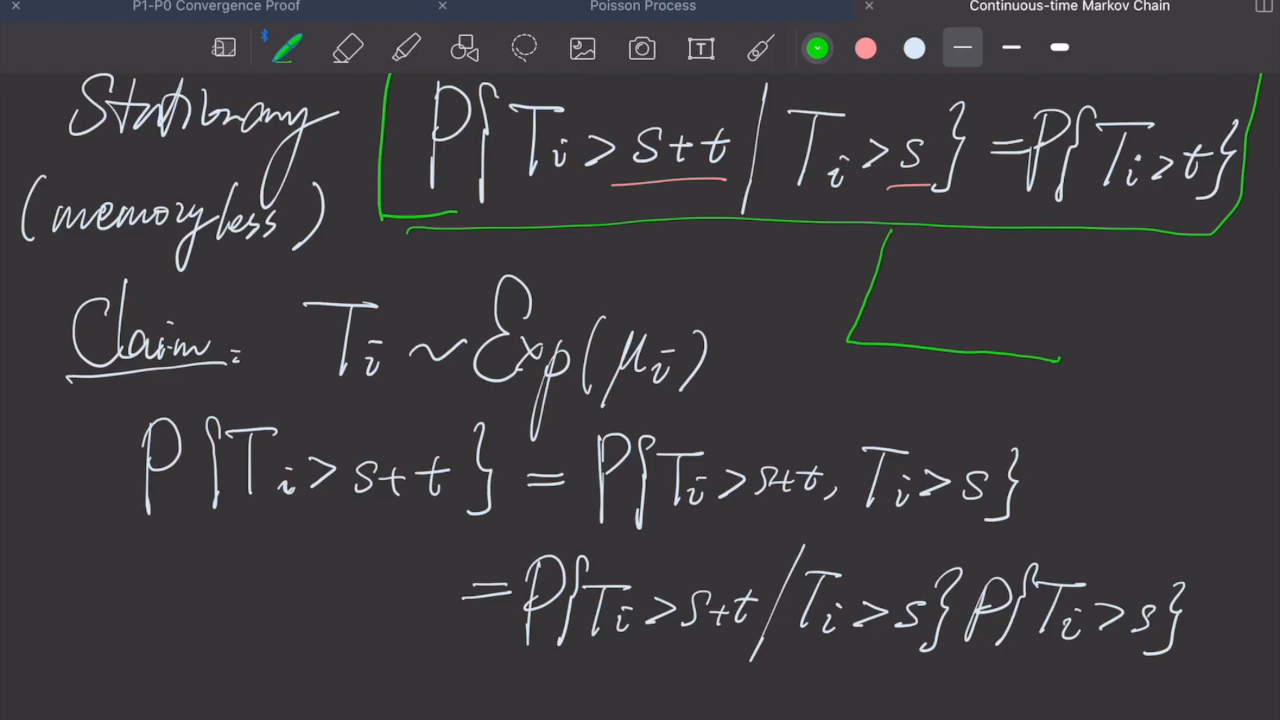 P1-P0 Convergence Proof
Poisson Process
Continuous-time Markov Chain
Stationary
(memoryless)
P{Ti > s+t / Ti > s} = P{Ti > t}
Claim: Ti ~ Exp(μi)
P{Ti > s+t} = P{Ti > s+t, Ti > s}
= P{Ti > s+t / Ti > s} P{Ti > s}